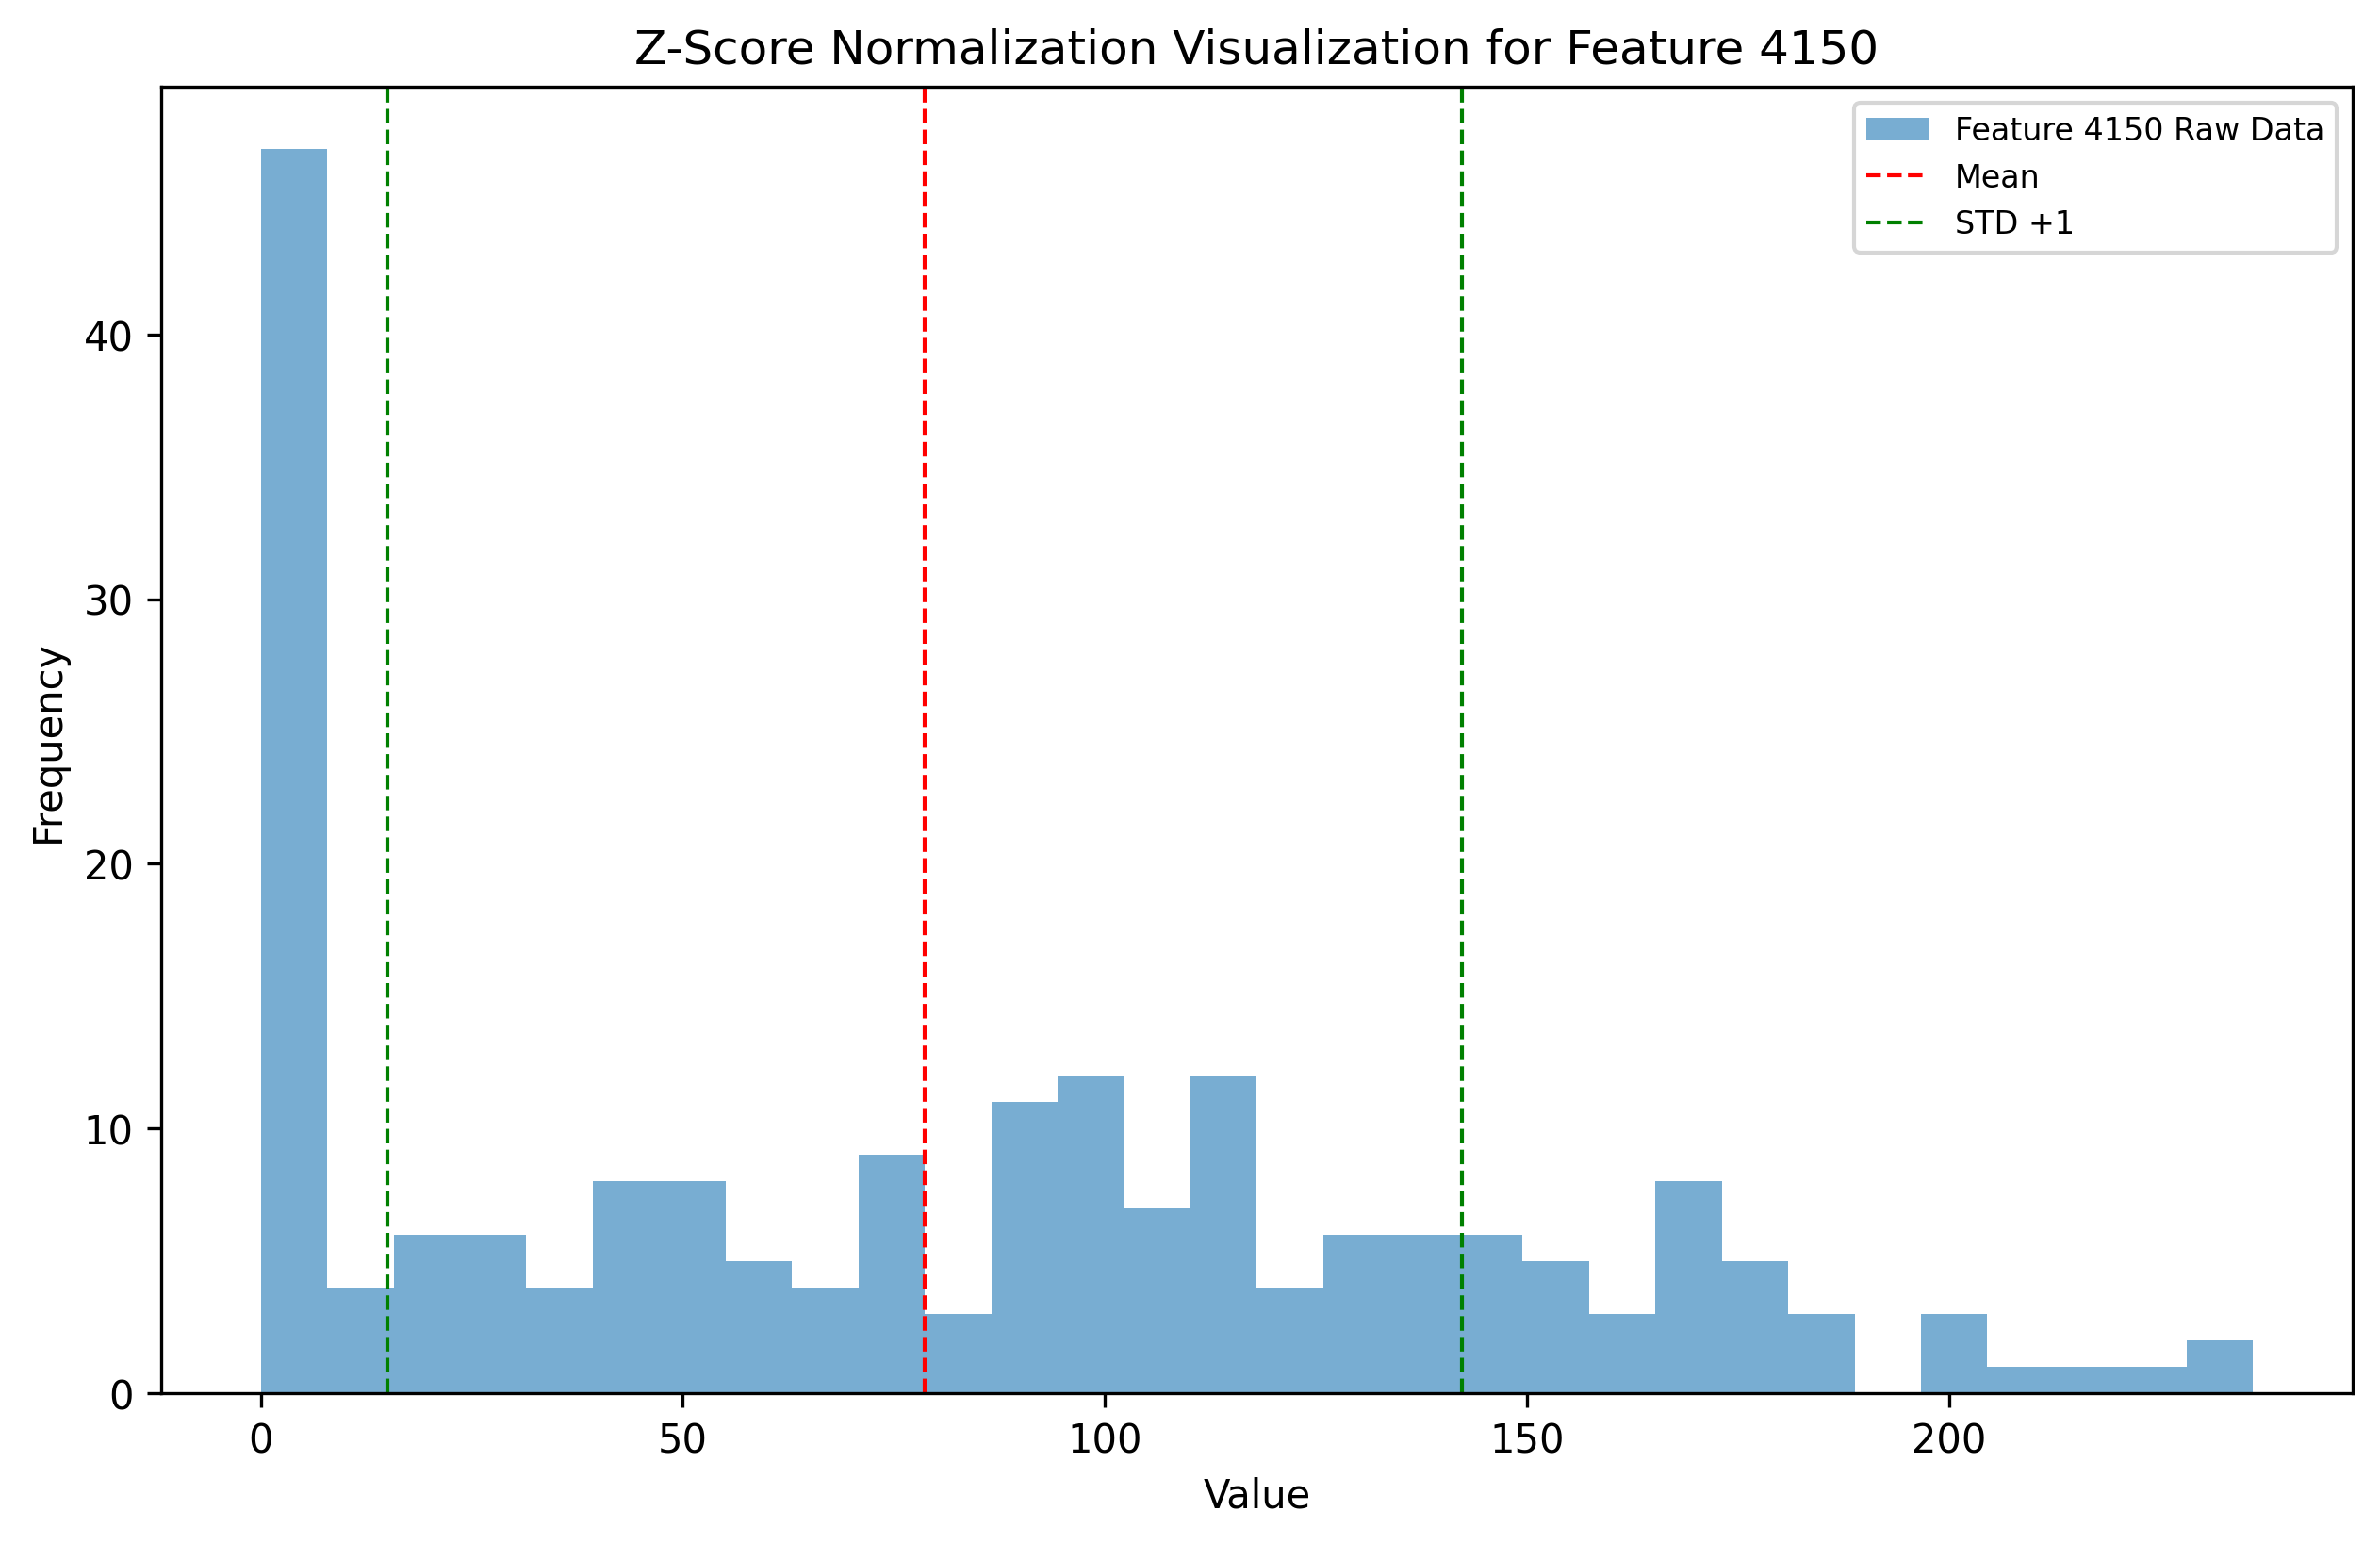 Z-Score Normalization Visualization for Feature 4150
Feature 4150 Raw Data
Mean
STD +1
Frequency
40
30
20
10
0
0 50 100 150 200
Value